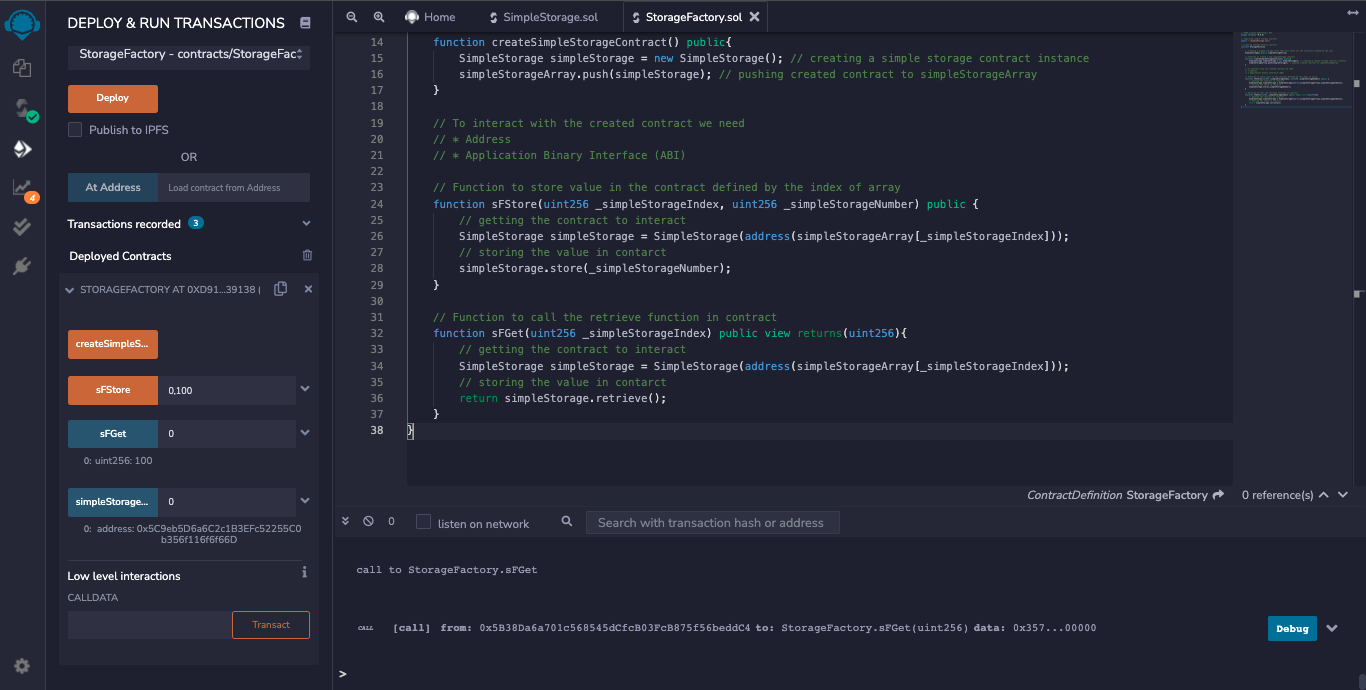 DEPLOY & RUN TRANSACTIONS
StorageFactory - contracts/StorageFac
Deploy
Publish to IPFS
OR
At Address
Load contract from Address
Transactions recorded 3
Deployed Contracts
STORAGEFACTORY AT 0XD91...39138 (
createSimpleS...
sFStore
0,100
sFGet
0
0: uint256: 100
simpleStorage...
0
0: address: 0x5C9eb5D6a6C2c1B3EFc52255C0
b356f116f6f66D
Low level interactions
CALLDATA
Transact
4
Home
SimpleStorage.sol
StorageFactory.sol
14 function createSimpleStorageContract() public{
15 SimpleStorage simpleStorage = new SimpleStorage(); // creating a simple storage contract instance
16 simpleStorageArray.push(simpleStorage); // pushing created contract to simpleStorageArray
17 }
18
19 // To interact with the created contract we need
20 // * Address
21 // * Application Binary Interface (ABI)
22
23 // Function to store value in the contract defined by the index of array
24 function sFStore(uint256 _simpleStorageIndex, uint256 _simpleStorageNumber) public {
25 // getting the contract to interact
26 SimpleStorage simpleStorage = SimpleStorage(address(simpleStorageArray[_simpleStorageIndex]));
27 // storing the value in contarct
28 simpleStorage.store(_simpleStorageNumber);
29 }
30
31 // Function to call the retrieve function in contract
32 function sFGet(uint256 _simpleStorageIndex) public view returns(uint256){
33 // getting the contract to interact
34 SimpleStorage simpleStorage = SimpleStorage(address(simpleStorageArray[_simpleStorageIndex]));
35 // storing the value in contarct
36 return simpleStorage.retrieve();
37 }
38 }
ContractDefinition StorageFactory
0 reference(s)
0
listen on network
Search with transaction hash or address
call to StorageFactory.sFGet
CALL [call] from: 0x5B38Da6a701c568545dCfcB03FcB875f56beddC4 to: StorageFactory.sFGet(uint256) data: 0x357...00000
Debug
>